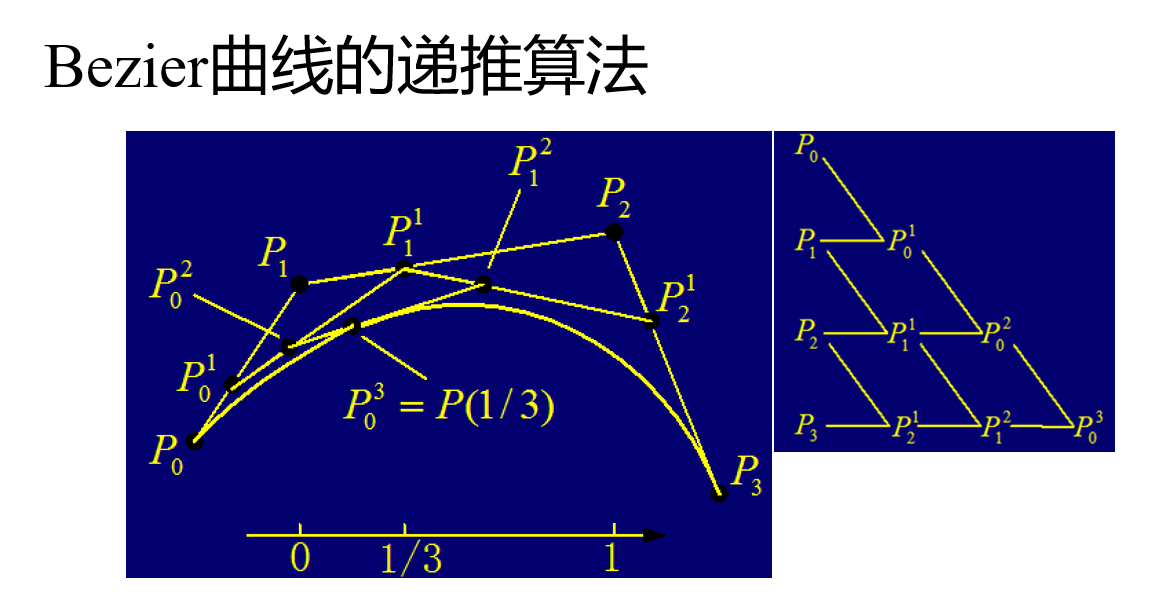 Bezier曲线的递推算法
P_1^2
P_2
P_1^1
P_1
P_0^2
P_2^1
P_0^1
P_0^3 = P(1/3)
P_0
P_3
0 1/3 1
P_0
P_1 P_0^1
P_2 P_1^1 P_0^2
P_3 P_2^1 P_1^2 P_0^3